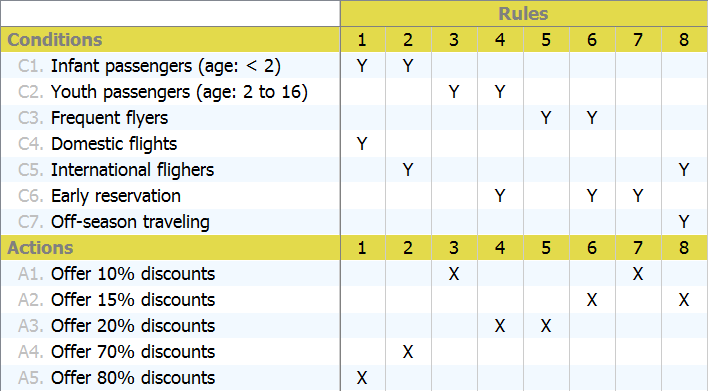 Rules
Conditions 1 2 3 4 5 6 7 8
C1. Infant passengers (age: < 2) Y Y
C2. Youth passengers (age: 2 to 16) Y Y
C3. Frequent flyers Y Y
C4. Domestic flights Y
C5. International flighers Y Y
C6. Early reservation Y Y Y
C7. Off-season traveling Y
Actions 1 2 3 4 5 6 7 8
A1. Offer 10% discounts X X
A2. Offer 15% discounts X X
A3. Offer 20% discounts X X
A4. Offer 70% discounts X
A5. Offer 80% discounts X